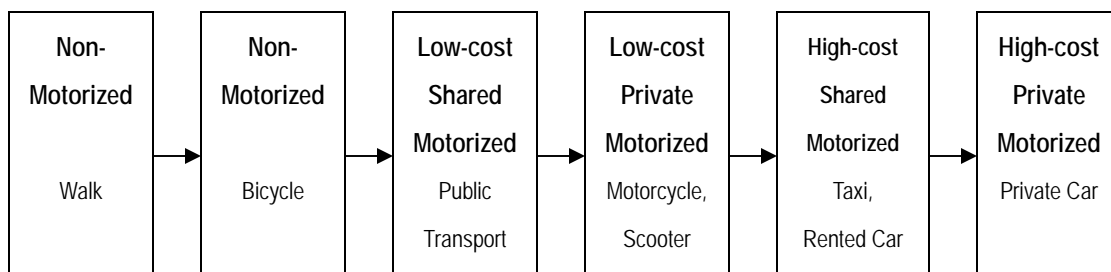 Non-
Motorized
Walk
Non-
Motorized
Bicycle
Low-cost
Shared
Motorized
Public
Transport
Low-cost
Private
Motorized
Motorcycle,
Scooter
High-cost
Shared
Motorized
Taxi,
Rented Car
High-cost
Private
Motorized
Private Car